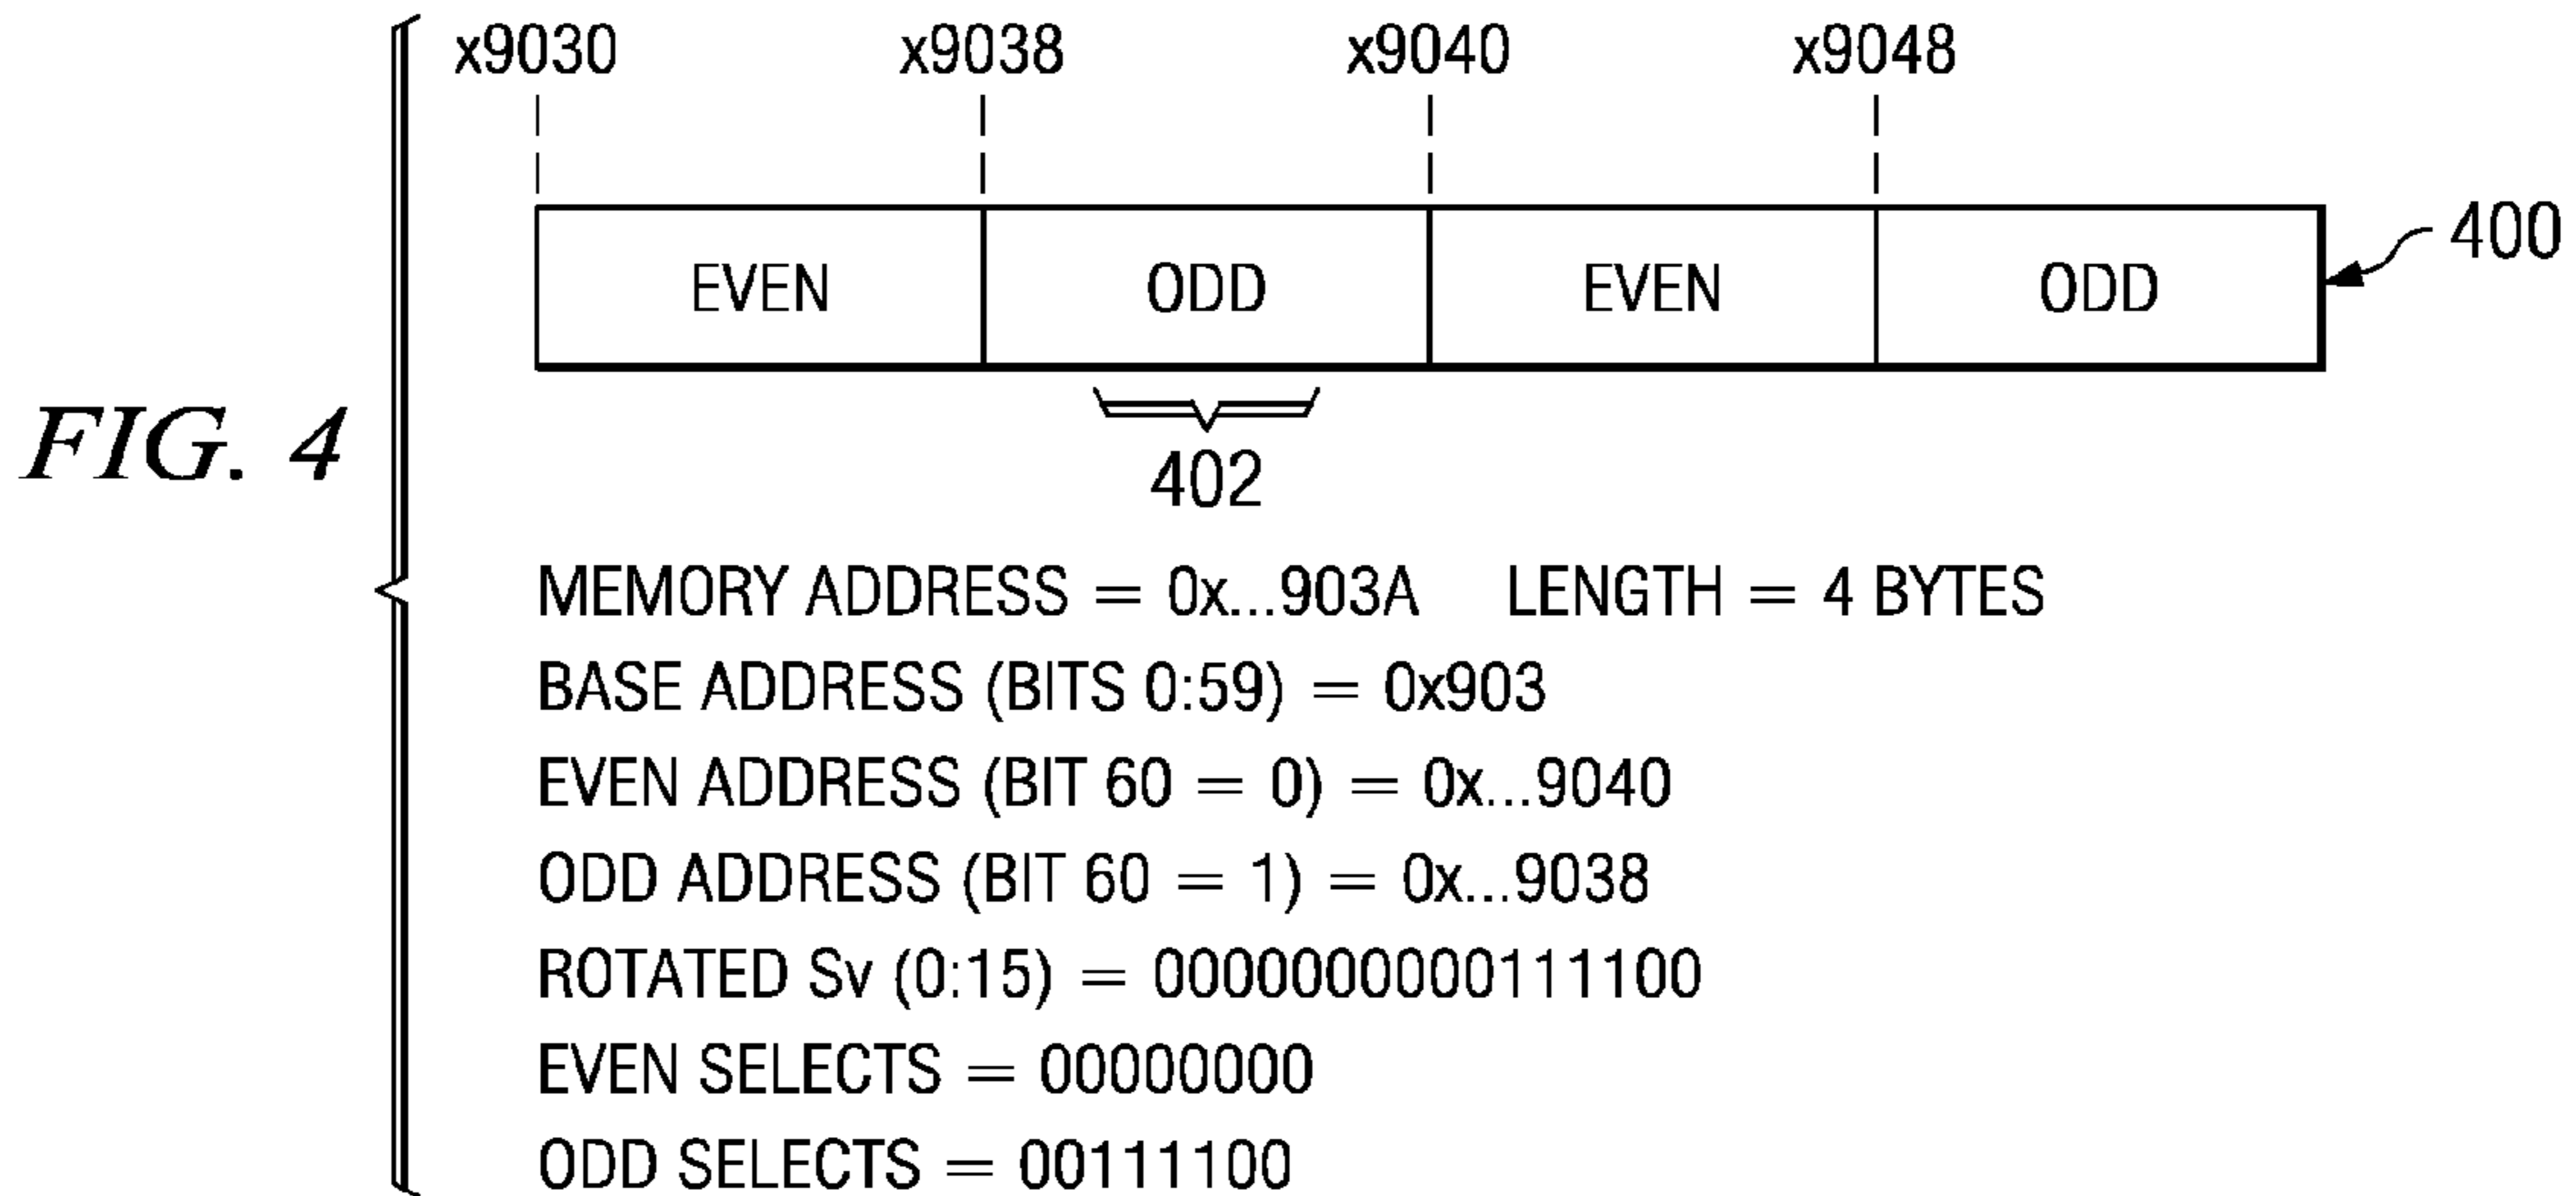 x9030 x9038 x9040 x9048
EVEN ODD EVEN ODD
400
402
FIG. 4
MEMORY ADDRESS = 0x...903A LENGTH = 4 BYTES
BASE ADDRESS (BITS 0:59) = 0x903
EVEN ADDRESS (BIT 60 = 0) = 0x...9040
ODD ADDRESS (BIT 60 = 1) = 0x...9038
ROTATED Sv (0:15) = 0000000000111100
EVEN SELECTS = 00000000
ODD SELECTS = 00111100